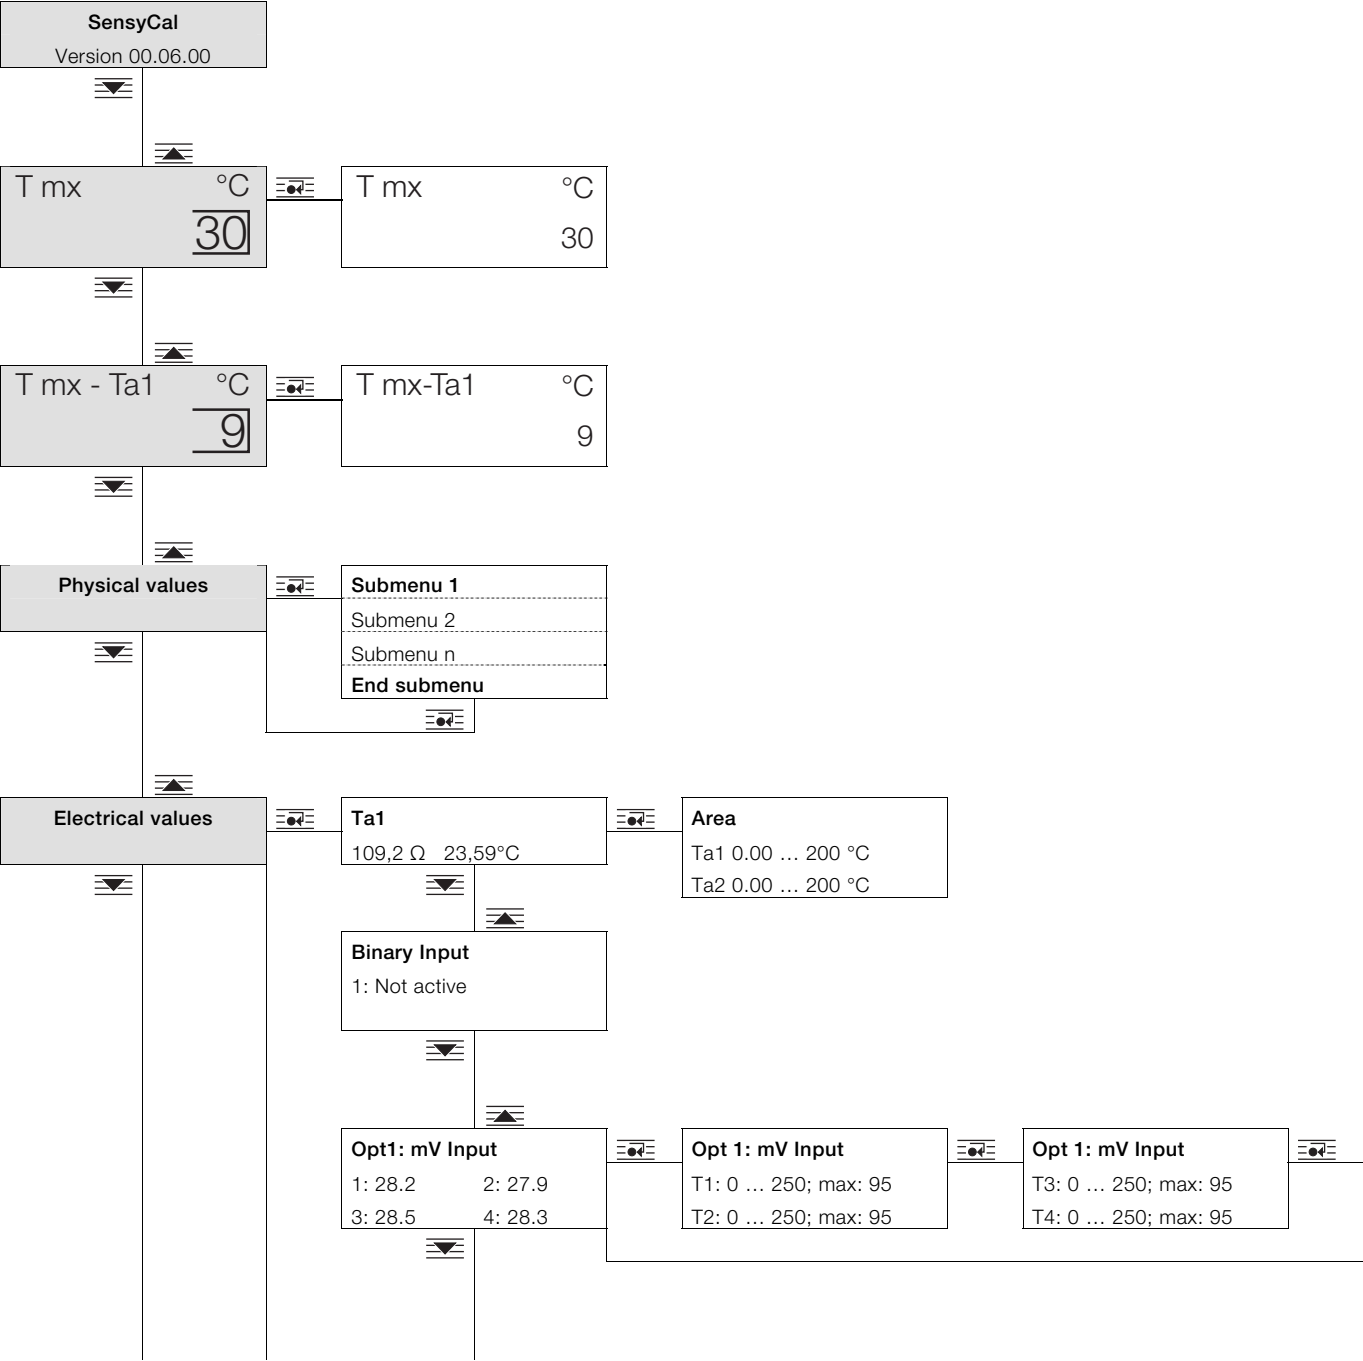 SensyCal
Version 00.06.00
T mx °C
30
T mx °C
30
T mx - Ta1 °C
9
T mx-Ta1 °C
9
Physical values
Submenu 1
Submenu 2
Submenu n
End submenu
Electrical values
Ta1
109,2 Ω 23,59°C
Area
Ta1 0.00 … 200 °C
Ta2 0.00 … 200 °C
Binary Input
1: Not active
Opt1: mV Input
1: 28.2 2: 27.9
3: 28.5 4: 28.3
Opt 1: mV Input
T1: 0 … 250; max: 95
T2: 0 … 250; max: 95
Opt 1: mV Input
T3: 0 … 250; max: 95
T4: 0 … 250; max: 95